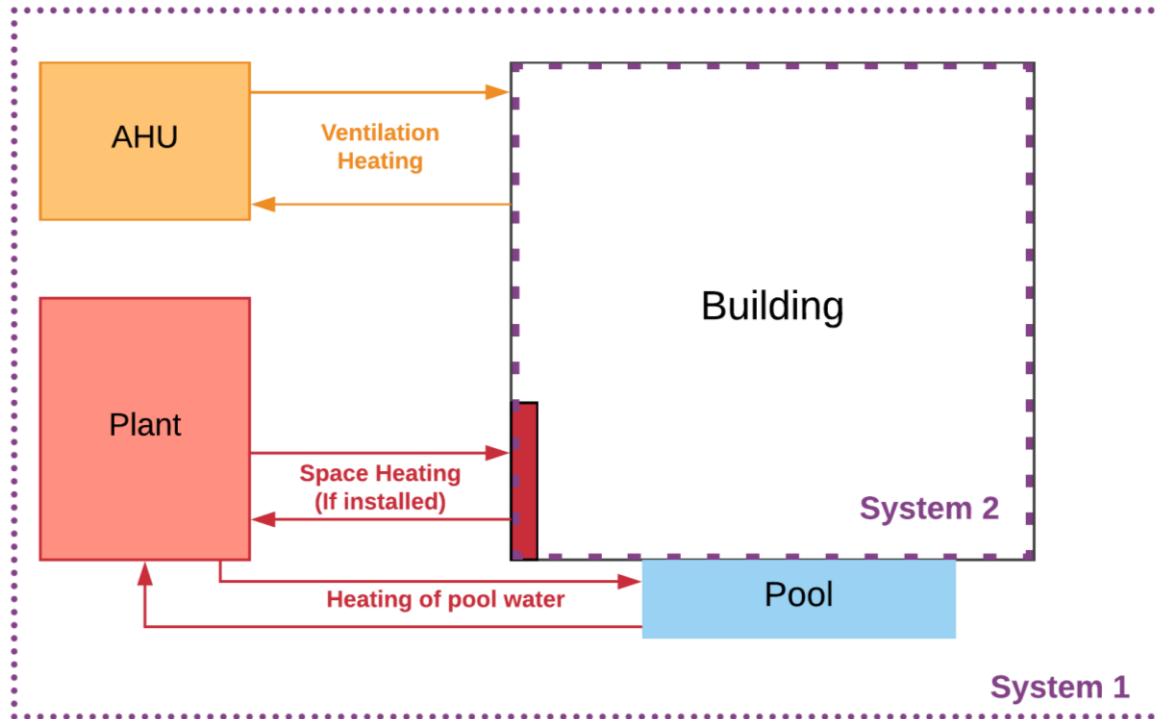 AHU
Ventilation
Heating
Building
Plant
Space Heating
(If installed)
System 2
Heating of pool water
Pool
System 1